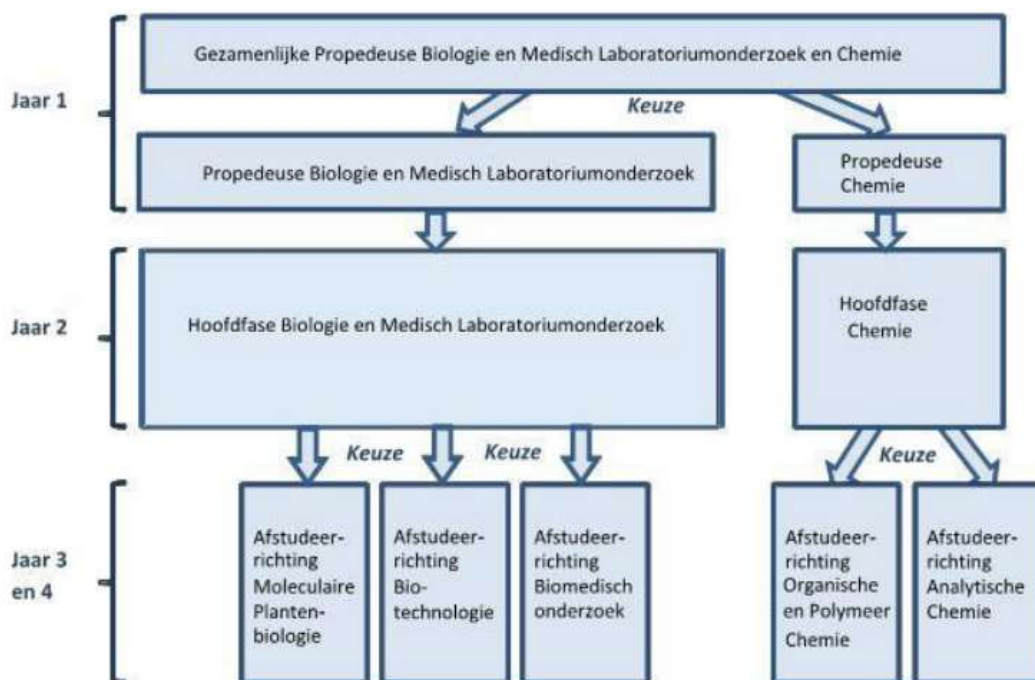 Gezamenlijke Propedeuse Biologie en Medisch Laboratoriumonderzoek en Chemie
Jaar 1
Keuze
Propedeuse Biologie en Medisch Laboratoriumonderzoek
Propedeuse
Chemie
Jaar 2
Hoofdfase Biologie en Medisch Laboratoriumonderzoek
Hoofdfase
Chemie
Keuze
Keuze
Keuze
Jaar 3
en 4
Afstudeer-
richting
Moleculaire
Planten-
biologie
Afstudeer-
richting
Bio-
technologie
Afstudeer-
richting
Biomedisch
onderzoek
Afstudeer-
richting
Organische
en Polymeer
Chemie
Afstudeer-
richting
Analytische
Chemie